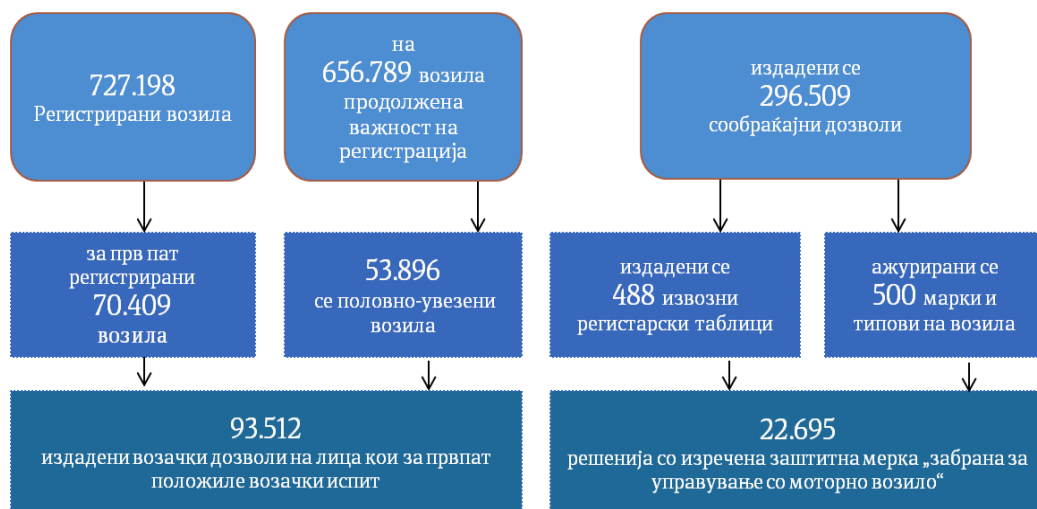 727.198
Регистрирани возила
на
656.789 возила
продолжена
важност на
регистрација
издадени се
296.509
сообраќајни дозволи
за прв пат
регистрирани
70.409
возила
53.896
се половно-увезени
возила
издадени се
488 извозни
регистарски таблици
ажурирани се
500 марки и
типови на возила
93.512
издадени возачки дозволи на лица кои за првпат
положиле возачки испит
22.695
решенија со изречена заштитна мерка „забрана за
управување со моторно возило“